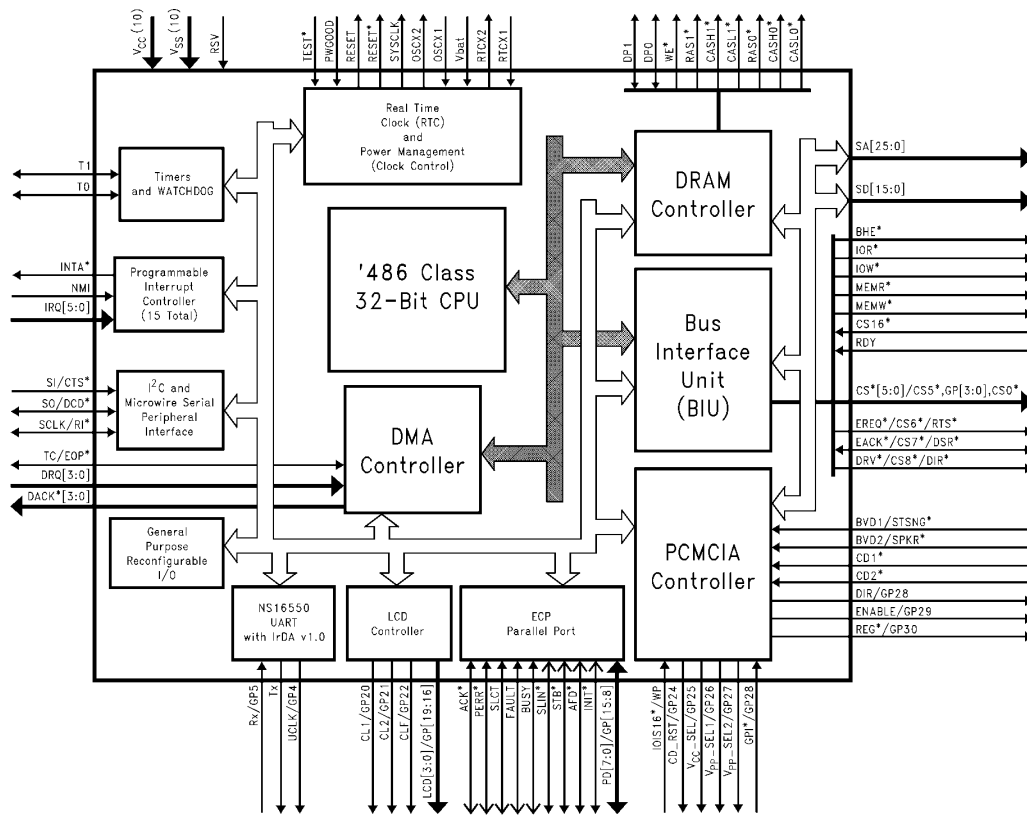 V_CC (10)
V_SS (10)
RSV
TEST*
PWGOOD
RESET
RESET*
SYSCLK
OSCX2
OSCX1
Vbat
RTCX2
RTCX1
DP1
DP0
WE*
RAS1*
CASH1*
CASL1*
RAS0*
CASH0*
CASL0*
Real Time
Clock (RTC)
and
Power Management
(Clock Control)
T1
T0
Timers
and WATCHDOG
DRAM
Controller
SA[25:0]
SD[15:0]
'486 Class
32-Bit CPU
INTA*
NMI
IRQ[5:0]
Programmable
Interrupt
Controller
(15 Total)
Bus
Interface
Unit
(BIU)
BHE*
IOR*
IOW*
MEMR*
MEMW*
CS16*
RDY
CS*[5:0]/CS5*,GP[3:0],CS0*
EREQ*/CS6*/RTS*
EACK*/CS7*/DSR*
DRV*/CS8*/DIR*
SI/CTS*
SO/DCD*
SCLK/RI*
I²C and
Microwire Serial
Peripheral
Interface
TC/EOP*
DRQ[3:0]
DACK*[3:0]
DMA
Controller
General
Purpose
Reconfigurable
I/O
PCMCIA
Controller
BVD1/STSNG*
BVD2/SPKR*
CD1*
CD2*
DIR/GP28
ENABLE/GP29
REG*/GP30
NS16550
UART
with IrDA v1.0
LCD
Controller
ECP
Parallel Port
Rx/GP5
Tx
UCLK/GP4
CL1/GP20
CL2/GP21
CLF/GP22
LCD[3:0]/GP[19:16]
ACK*
PERR*
SLCT
FAULT
BUSY
SLIN*
STB*
AFD*
INIT*
PD[7:0]/GP[15:8]
IOIS16*/WP
CD_RST/GP24
V_CC_SEL/GP25
V_PP_SEL1/GP26
V_PP_SEL2/GP27
GPI*/GP28